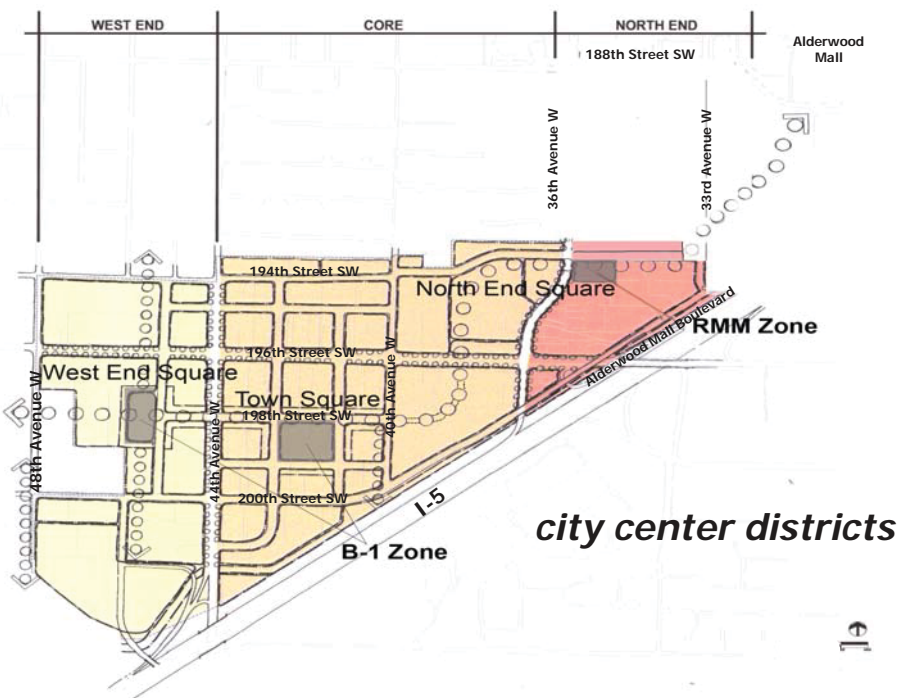 WEST END
CORE
NORTH END
Alderwood
Mall
188th Street SW
36th Avenue W
33rd Avenue W
194th Street SW
North End Square
RMM Zone
Alderwood Mall Boulevard
196th Street SW
40th Avenue W
West End Square
Town Square
198th Street SW
48th Avenue W
44th Avenue W
200th Street SW
I-5
B-1 Zone
city center districts